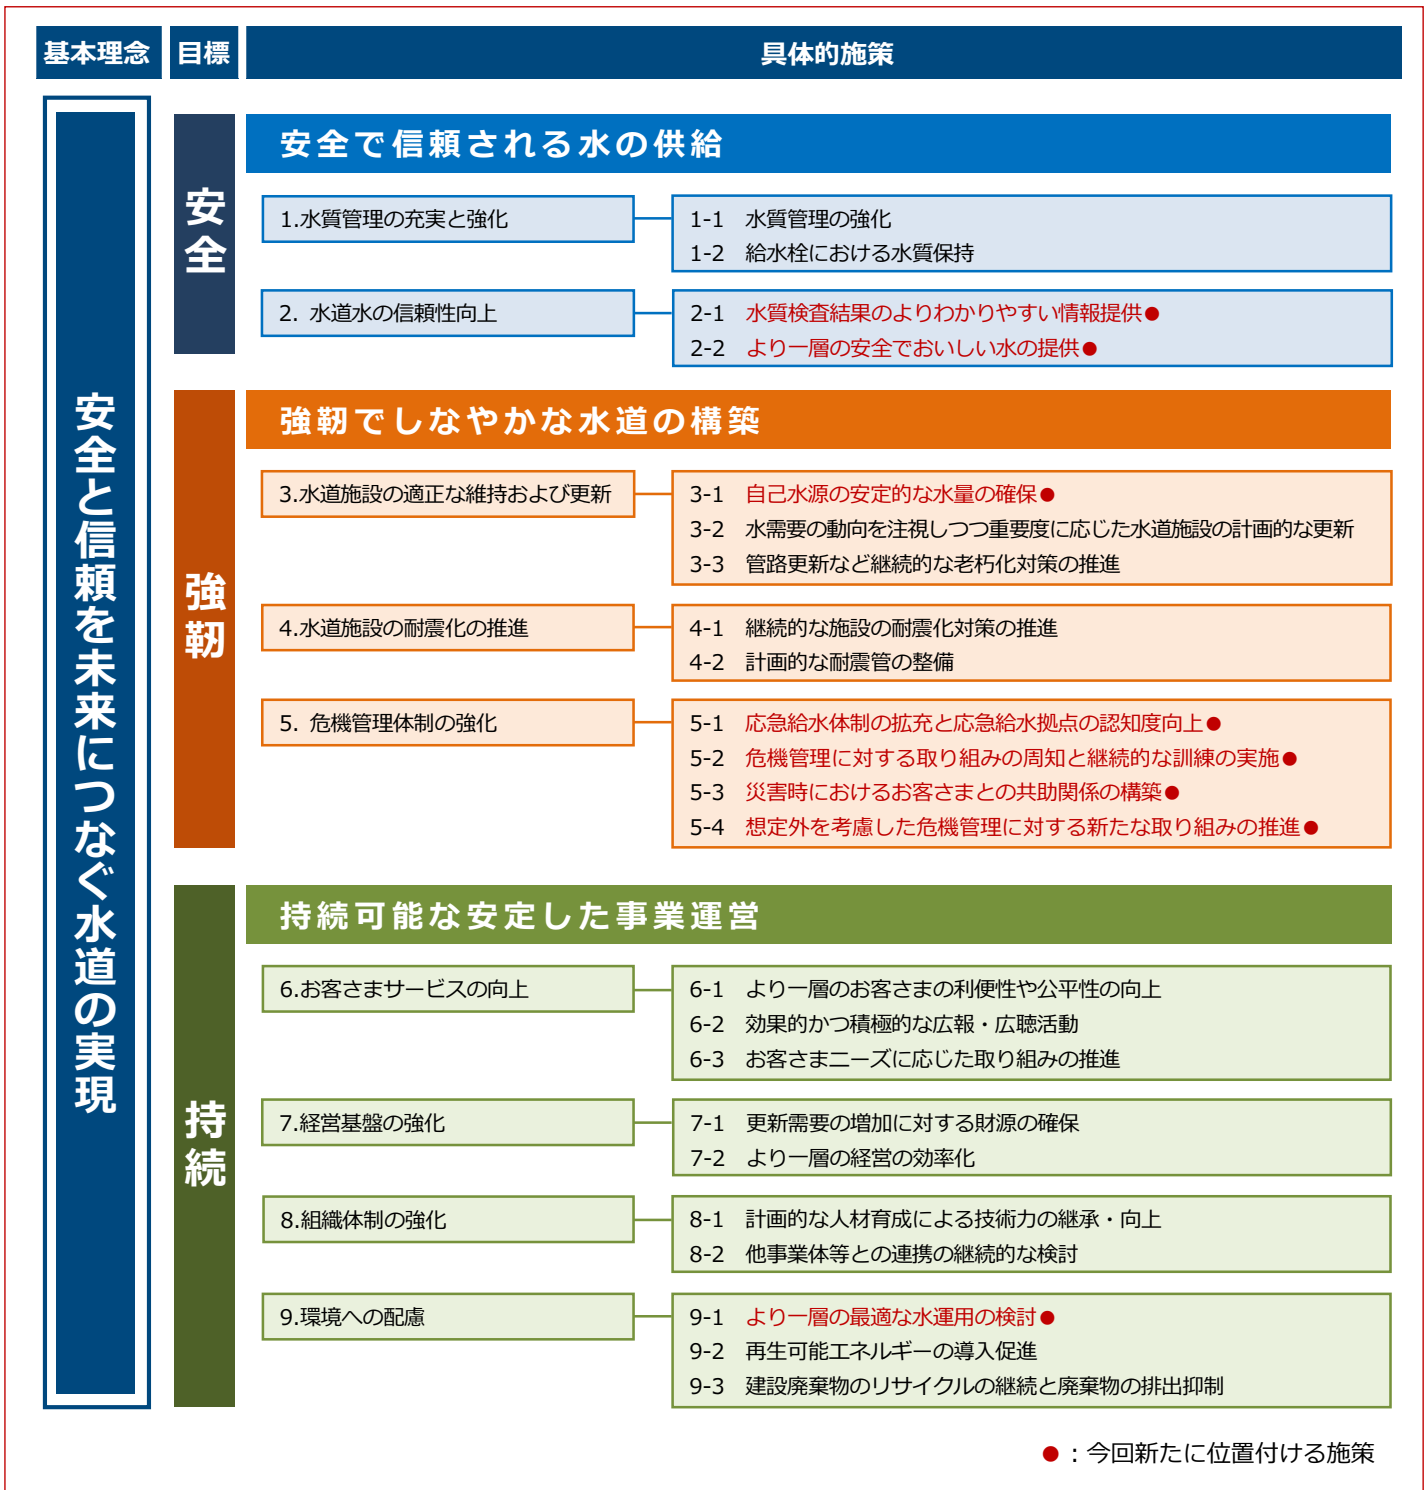 基本理念 目標 具体的施策
安全と信頼を未来につなぐ水道の実現
安全
安全で信頼される水の供給
1.水質管理の充実と強化
1-1 水質管理の強化
1-2 給水栓における水質保持
2. 水道水の信頼性向上
2-1 水質検査結果のよりわかりやすい情報提供●
2-2 より一層の安全でおいしい水の提供●
強靭
強靭でしなやかな水道の構築
3.水道施設の適正な維持および更新
3-1 自己水源の安定的な水量の確保●
3-2 水需要の動向を注視しつつ重要度に応じた水道施設の計画的な更新
3-3 管路更新など継続的な老朽化対策の推進
4.水道施設の耐震化の推進
4-1 継続的な施設の耐震化対策の推進
4-2 計画的な耐震管の整備
5. 危機管理体制の強化
5-1 応急給水体制の拡充と応急給水拠点の認知度向上●
5-2 危機管理に対する取り組みの周知と継続的な訓練の実施●
5-3 災害時におけるお客さまとの共助関係の構築●
5-4 想定外を考慮した危機管理に対する新たな取り組みの推進●
持続
持続可能な安定した事業運営
6.お客さまサービスの向上
6-1 より一層のお客さまの利便性や公平性の向上
6-2 効果的かつ積極的な広報・広聴活動
6-3 お客さまニーズに応じた取り組みの推進
7.経営基盤の強化
7-1 更新需要の増加に対する財源の確保
7-2 より一層の経営の効率化
8.組織体制の強化
8-1 計画的な人材育成による技術力の継承・向上
8-2 他事業体等との連携の継続的な検討
9.環境への配慮
9-1 より一層の最適な水運用の検討●
9-2 再生可能エネルギーの導入促進
9-3 建設廃棄物のリサイクルの継続と廃棄物の排出抑制
●：今回新たに位置付ける施策